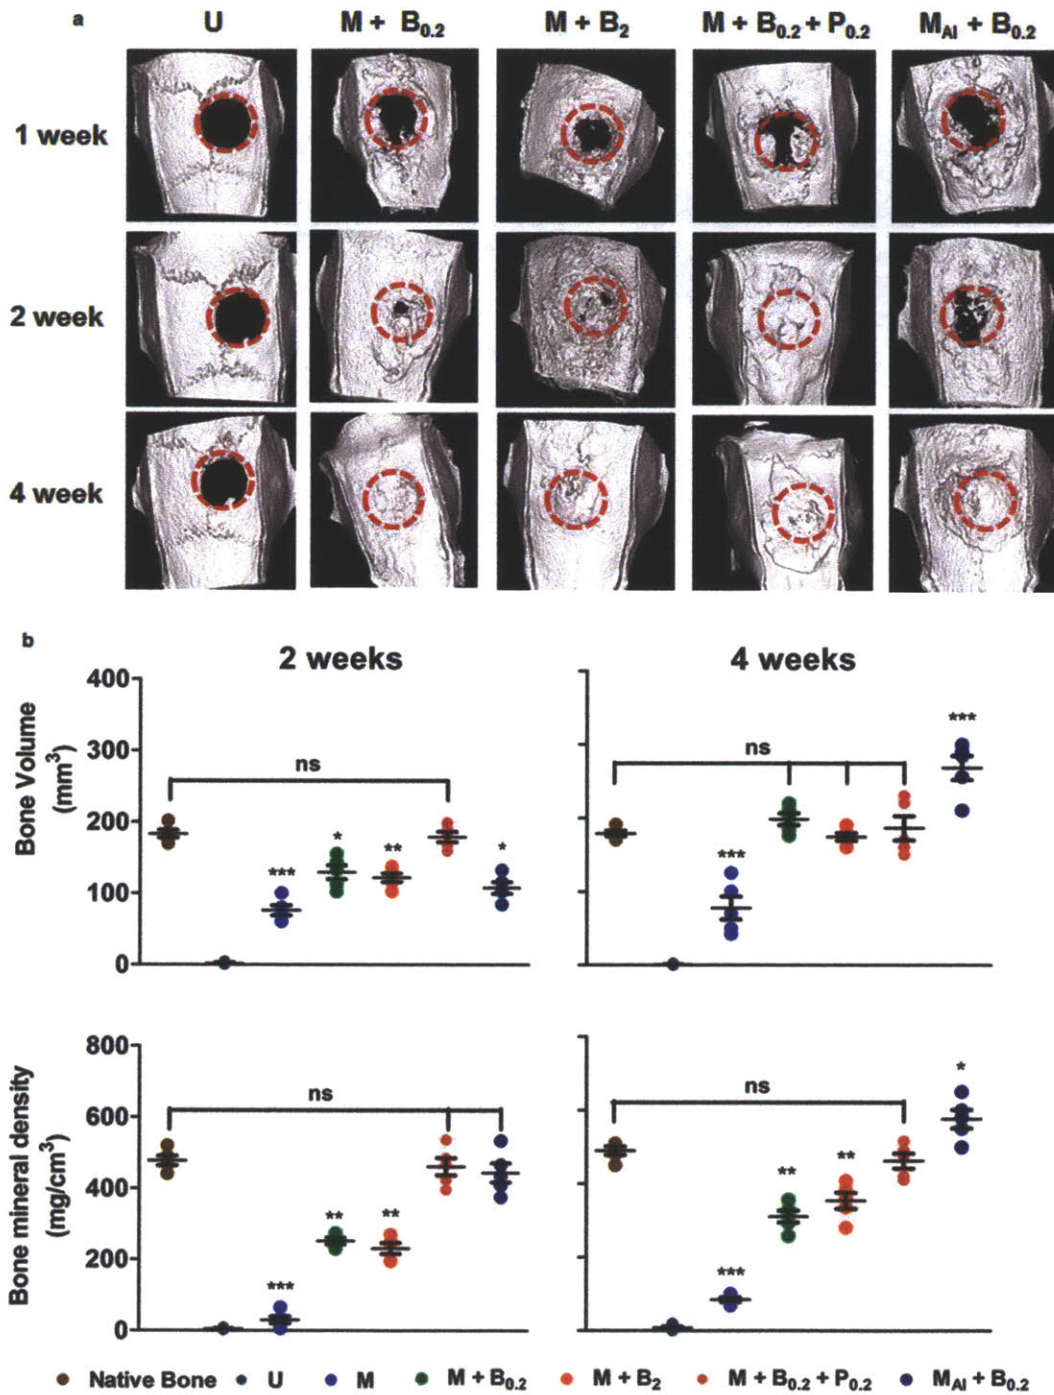 a
U M + B0.2 M + B2 M + B0.2 + P0.2 MAl + B0.2
1 week
2 week
4 week
b
2 weeks 4 weeks
Bone Volume
(mm³)
400
300
200
100
0
ns
***
*
**
*
ns
***
***
Bone mineral density
(mg/cm³)
800
600
400
200
0
ns
***
**
**
ns
***
**
**
*
Native Bone U M M + B0.2 M + B2 M + B0.2 + P0.2 MAl + B0.2